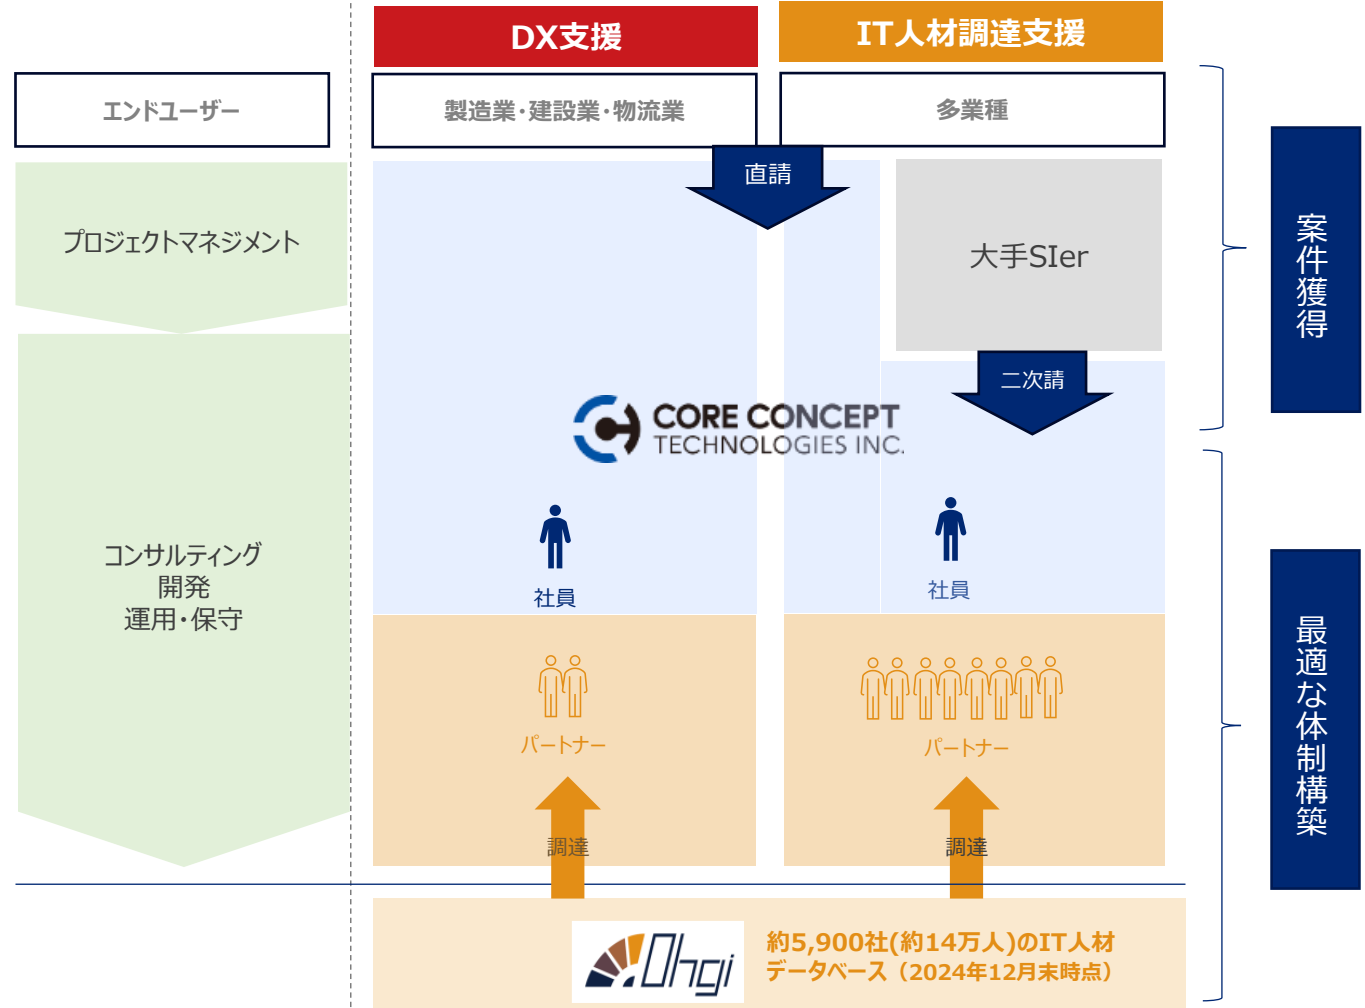 DX支援
IT人材調達支援
エンドユーザー
製造業・建設業・物流業
多業種
直請
プロジェクトマネジメント
大手SIer
案件獲得
二次請
CORE CONCEPT
TECHNOLOGIES INC.
コンサルティング
開発
運用・保守
社員
社員
最適な体制構築
パートナー
パートナー
調達
調達
Ohgi
約5,900社(約14万人)のIT人材
データベース（2024年12月末時点）